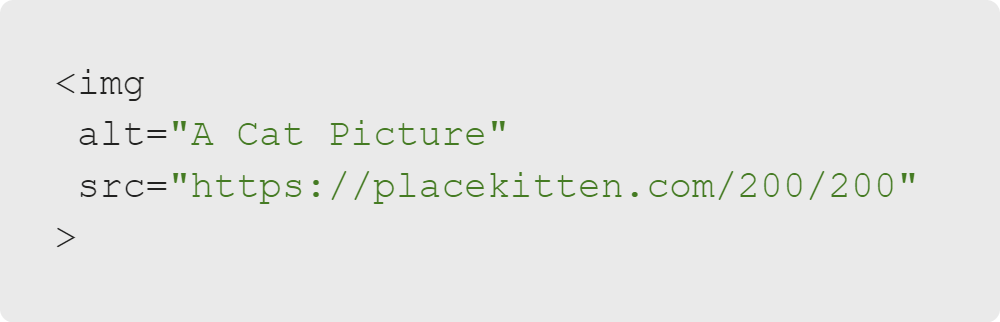 <img
alt="A Cat Picture"
src="https://placekitten.com/200/200"
>